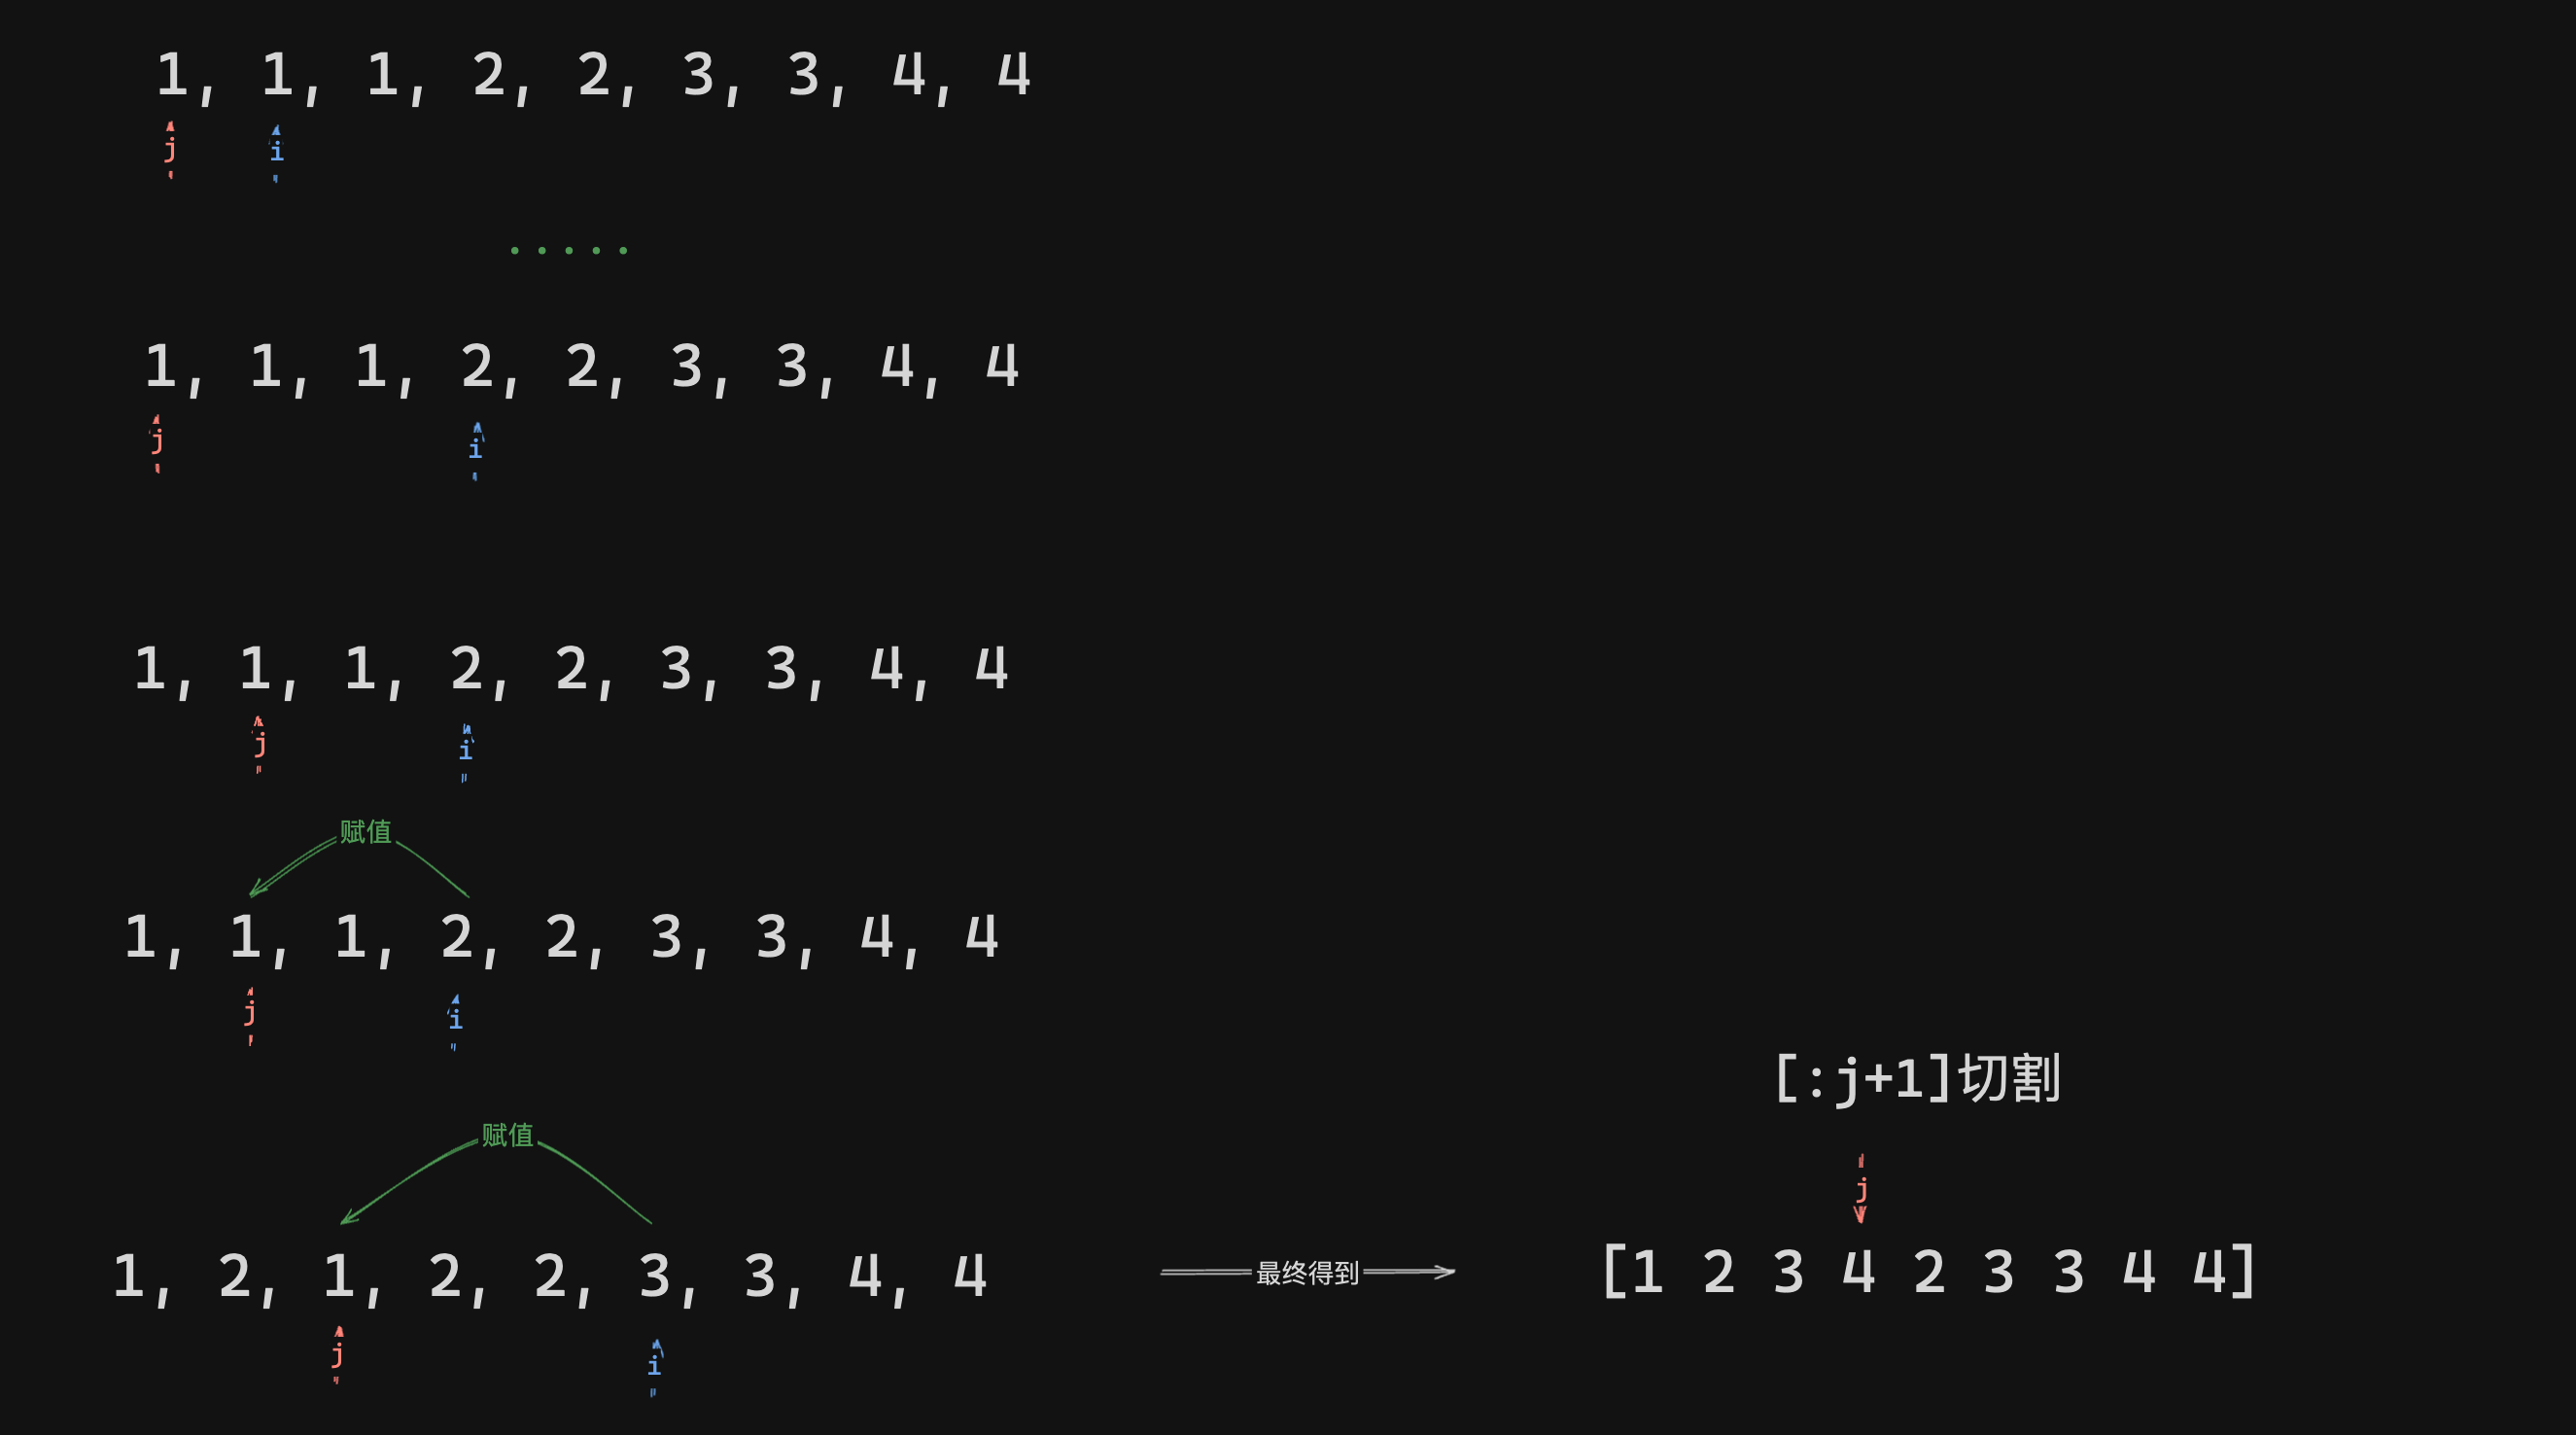 1, 1, 1, 2, 2, 3, 3, 4, 4
j i
.....
1, 1, 1, 2, 2, 3, 3, 4, 4
j i
1, 1, 1, 2, 2, 3, 3, 4, 4
j i
赋值
1, 1, 1, 2, 2, 3, 3, 4, 4
j i
赋值
1, 2, 1, 2, 2, 3, 3, 4, 4
j i
最终得到
[:j+1]切割
j
[1 2 3 4 2 3 3 4 4]